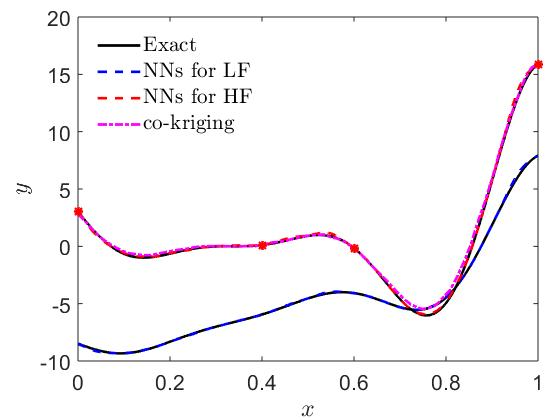 20
15
10
5
0
-5
-10
y
Exact
NNs for LF
NNs for HF
co-kriging
0 0.2 0.4 0.6 0.8 1
x